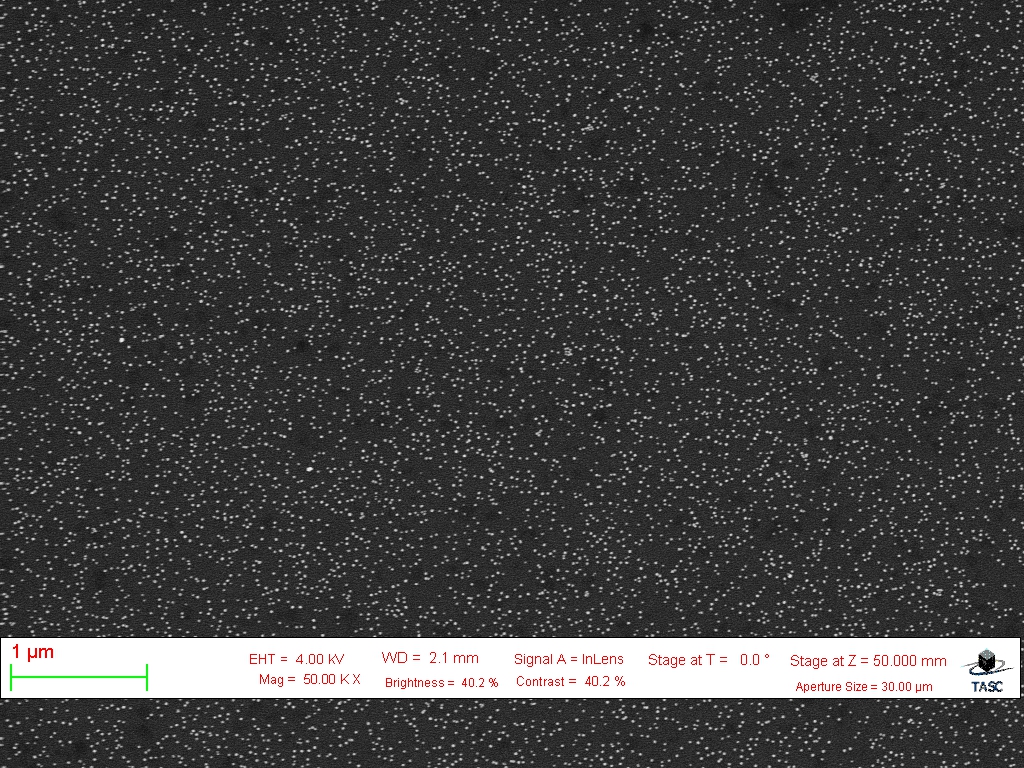 1 µm
EHT = 4.00 kV WD = 2.1 mm Signal A = InLens Stage at T = 0.0 ° Stage at Z = 50.000 mm
Mag = 50.00 K X Brightness = 40.2 % Contrast = 40.2 % Aperture Size = 30.00 µm
TASC